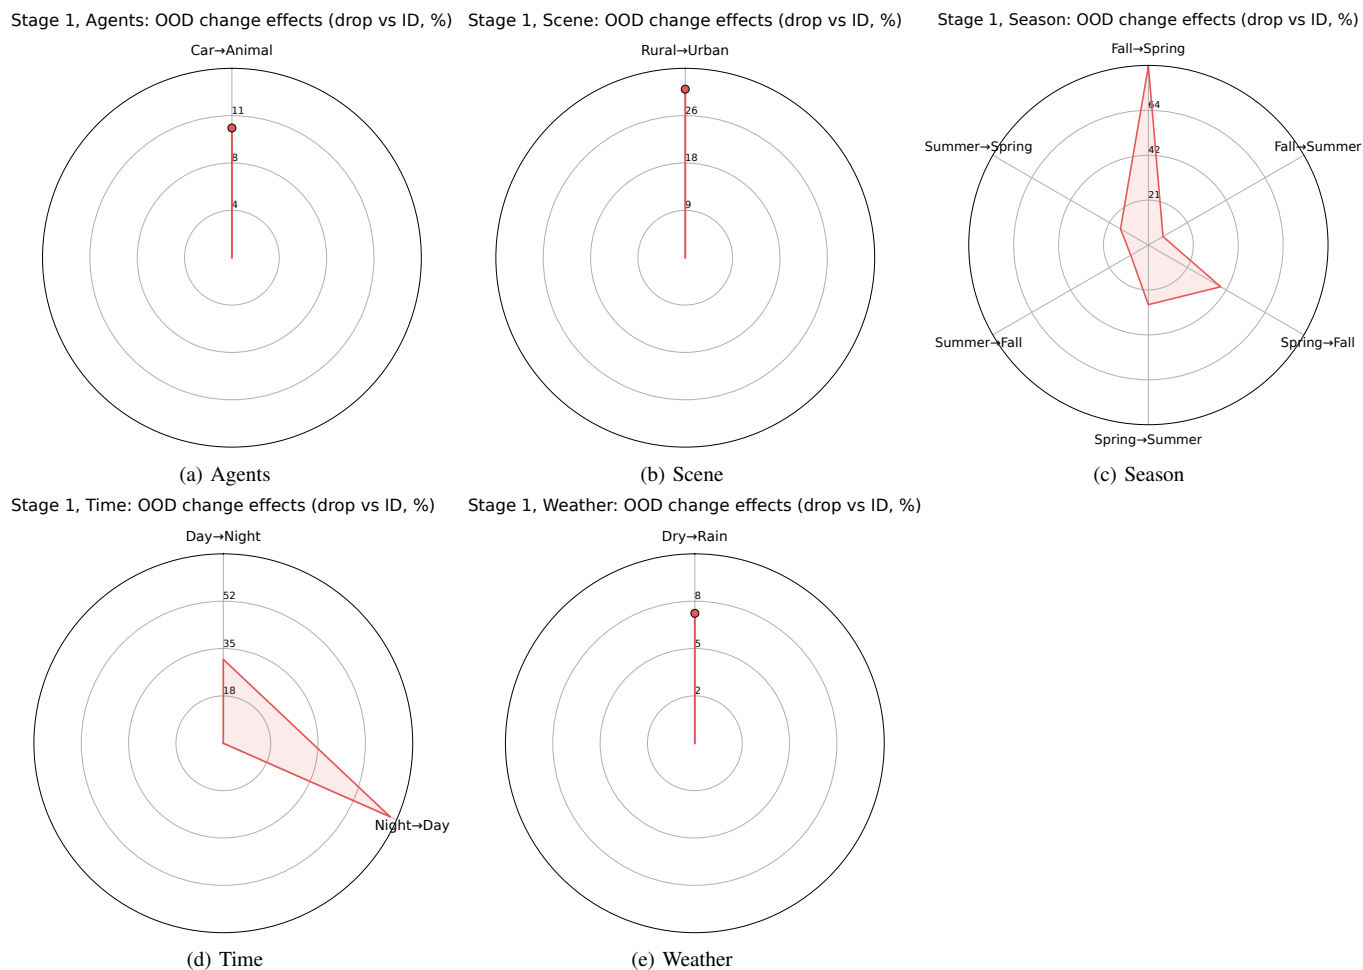 Stage 1, Agents: OOD change effects (drop vs ID, %)
Car→Animal
11
8
4
(a) Agents
Stage 1, Scene: OOD change effects (drop vs ID, %)
Rural→Urban
26
18
9
(b) Scene
Stage 1, Season: OOD change effects (drop vs ID, %)
Fall→Spring
64
Summer→Spring
42
Fall→Summer
21
Summer→Fall
Spring→Fall
Spring→Summer
(c) Season
Stage 1, Time: OOD change effects (drop vs ID, %)
Day→Night
52
35
18
Night→Day
(d) Time
Stage 1, Weather: OOD change effects (drop vs ID, %)
Dry→Rain
8
5
2
(e) Weather